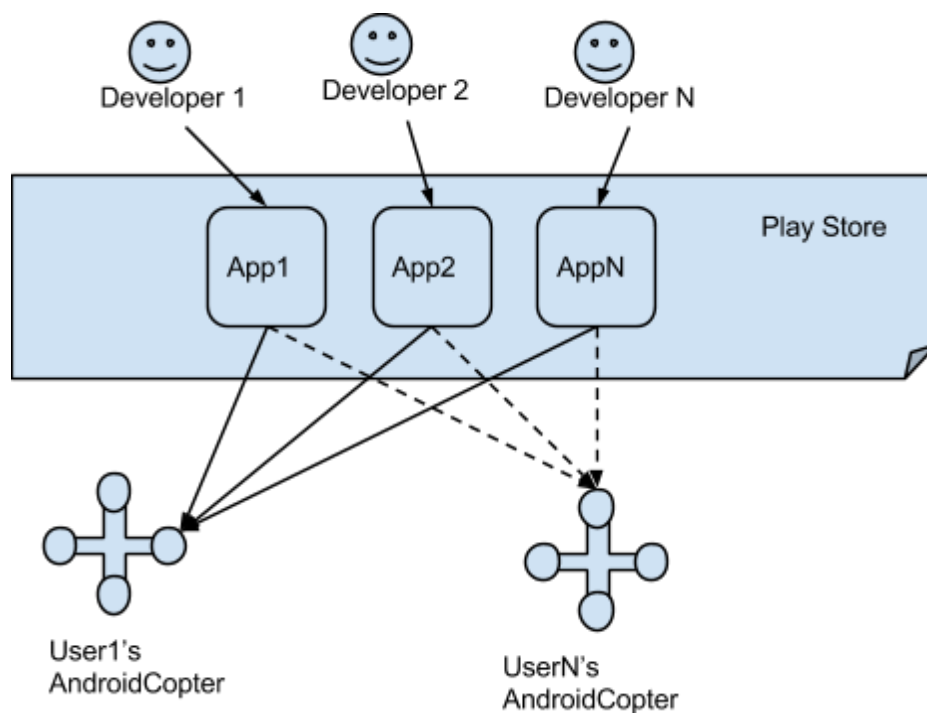 Developer 1
Developer 2
Developer N
Play Store
App1
App2
AppN
User1's
AndroidCopter
UserN's
AndroidCopter